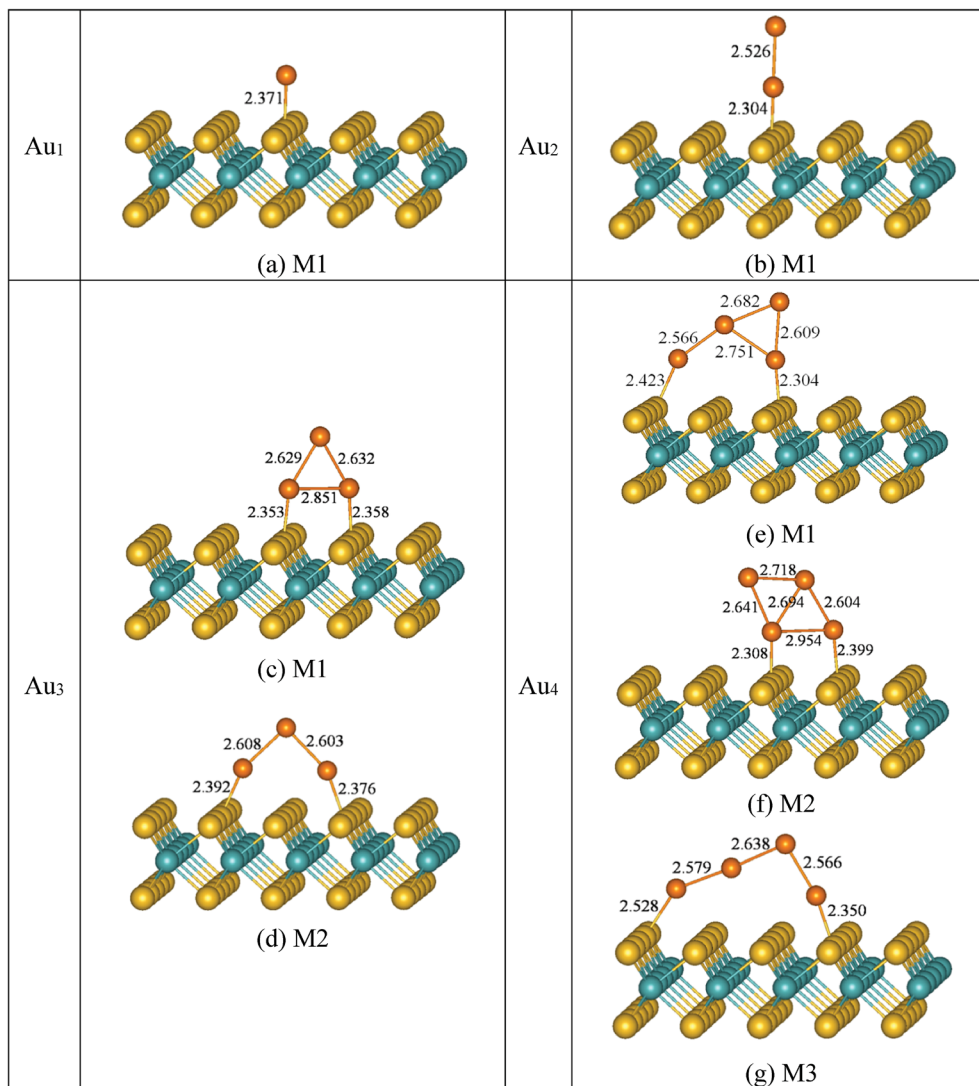 Au₁
2.371
(a) M1
Au₂
2.526
2.304
(b) M1
Au₃
2.629 2.632
2.851
2.353 2.358
(c) M1
2.608 2.603
2.392 2.376
(d) M2
Au₄
2.682
2.566 2.609
2.751
2.423 2.304
(e) M1
2.718
2.641 2.694 2.604
2.954
2.308 2.399
(f) M2
2.638
2.579 2.566
2.528 2.350
(g) M3